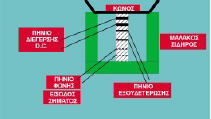 ΚΩΝΟΣ
ΠΗΝΙΟ
ΔΙΕΓΕΡΣΗΣ
D.C.
ΜΑΛΑΚΟΣ
ΣΙΔΗΡΟΣ
ΠΗΝΙΟ
ΦΩΝΗΣ
ΕΙΣΟΔΟΣ
ΣΗΜΑΤΟΣ
ΠΗΝΙΟ
ΕΞΟΥΔΕΤΕΡΩΣΗΣ